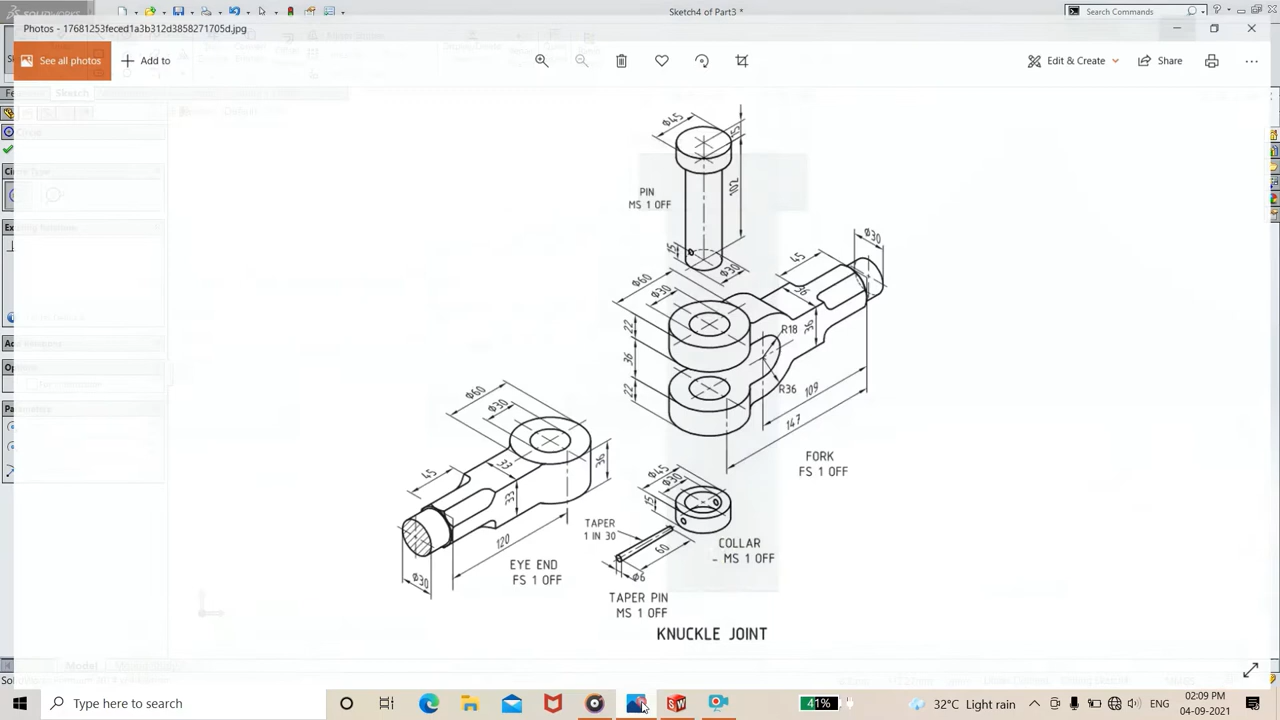 SOLIDWORKS
Sketch4 of Part3 *
Search Commands
Photos - 17681253feced1a3b312d3858271705d.jpg
See all photos
Add to
Edit & Create
Share
Sketch
Ø45
15
PIN
MS 1 OFF
102
15
Ø30
Ø60
Ø30
45
Ø30
36
22
R18
36
36
22
R36
109
147
FORK
FS 1 OFF
Ø60
Ø30
33
36
45
33
120
Ø30
EYE END
FS 1 OFF
Ø45
Ø30
15
TAPER
1 IN 30
60
COLLAR
- MS 1 OFF
Ø6
TAPER PIN
MS 1 OFF
KNUCKLE JOINT
Model
Type here to search
41%
32°C Light rain
ENG
02:09 PM
04-09-2021